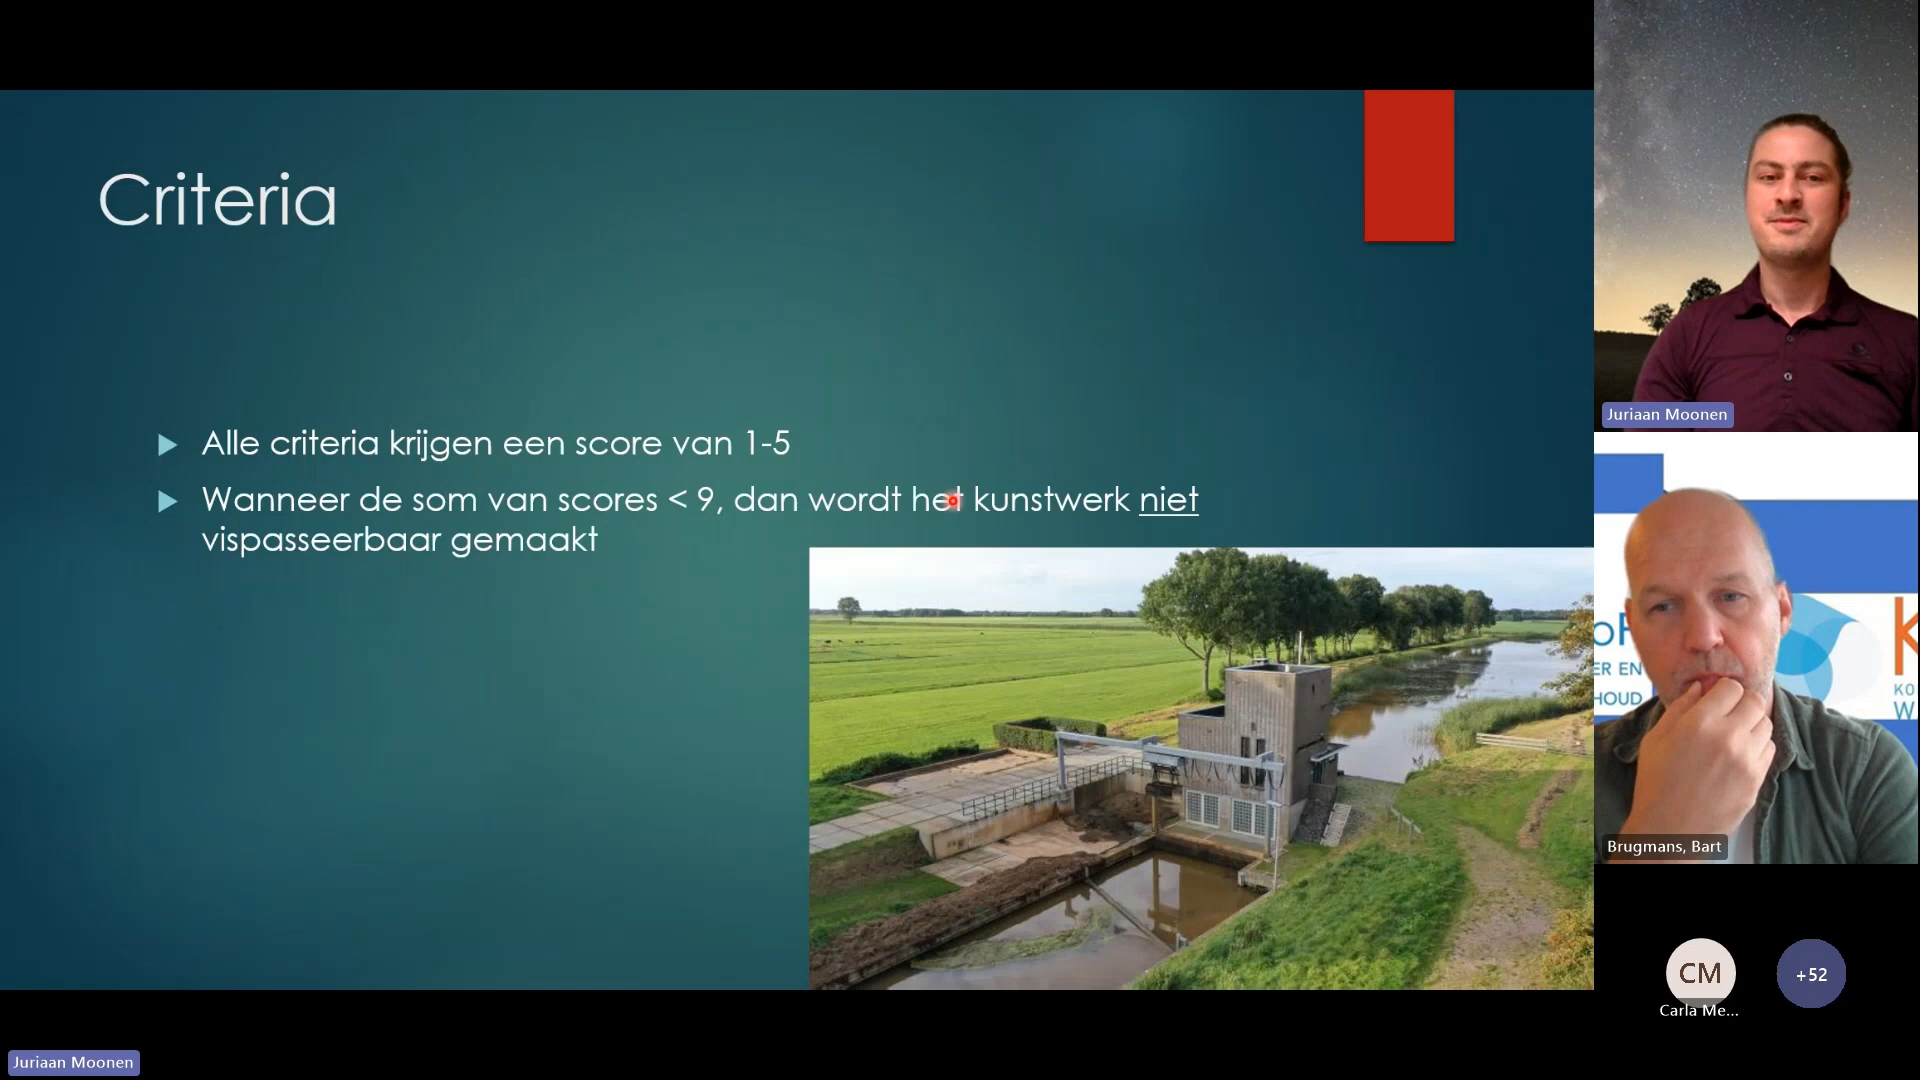 Criteria
Alle criteria krijgen een score van 1-5
Wanneer de som van scores < 9, dan wordt het kunstwerk niet
vispasseerbaar gemaakt
Juriaan Moonen
ER EN
HOUD
K
KO
W
Brugmans, Bart
CM
+52
Carla Me...
Juriaan Moonen